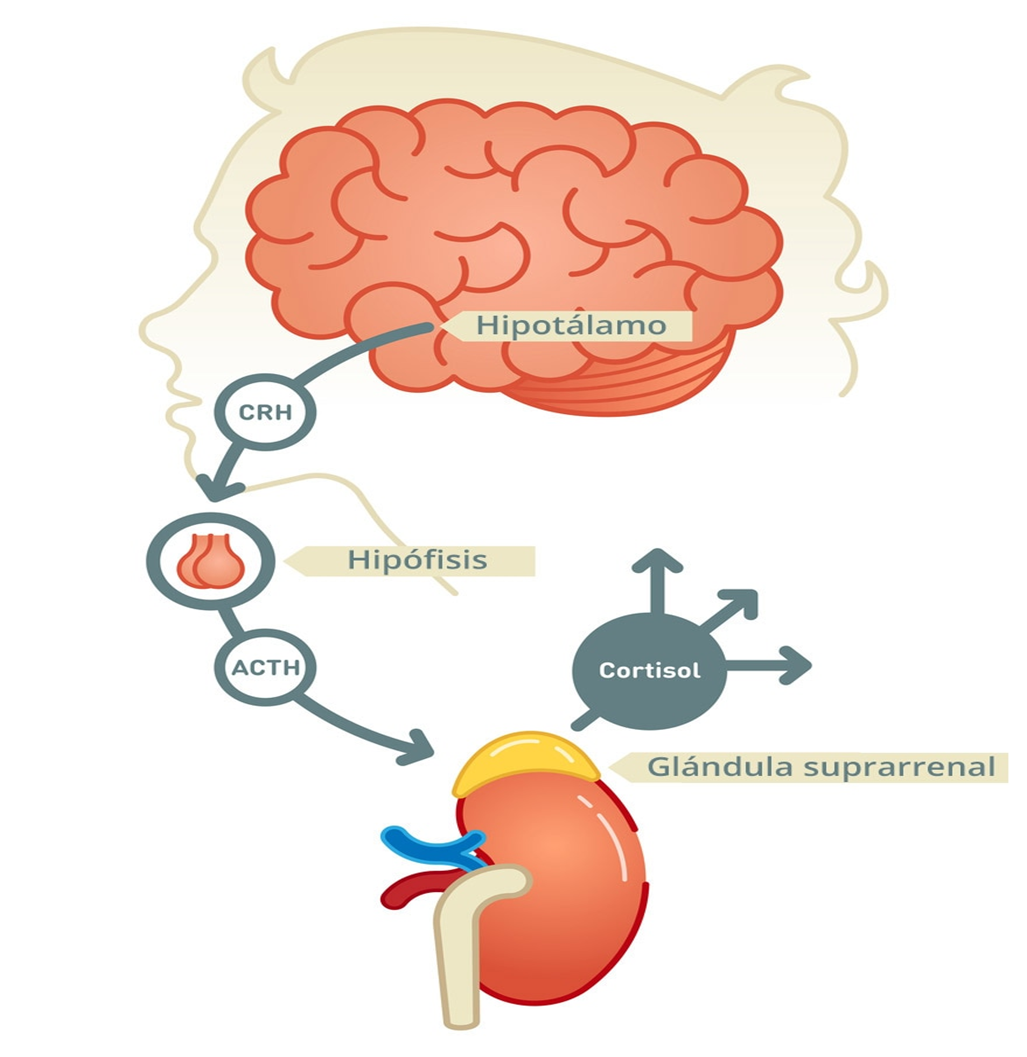 Hipotálamo
CRH
Hipófisis
ACTH
Cortisol
Glándula suprarrenal